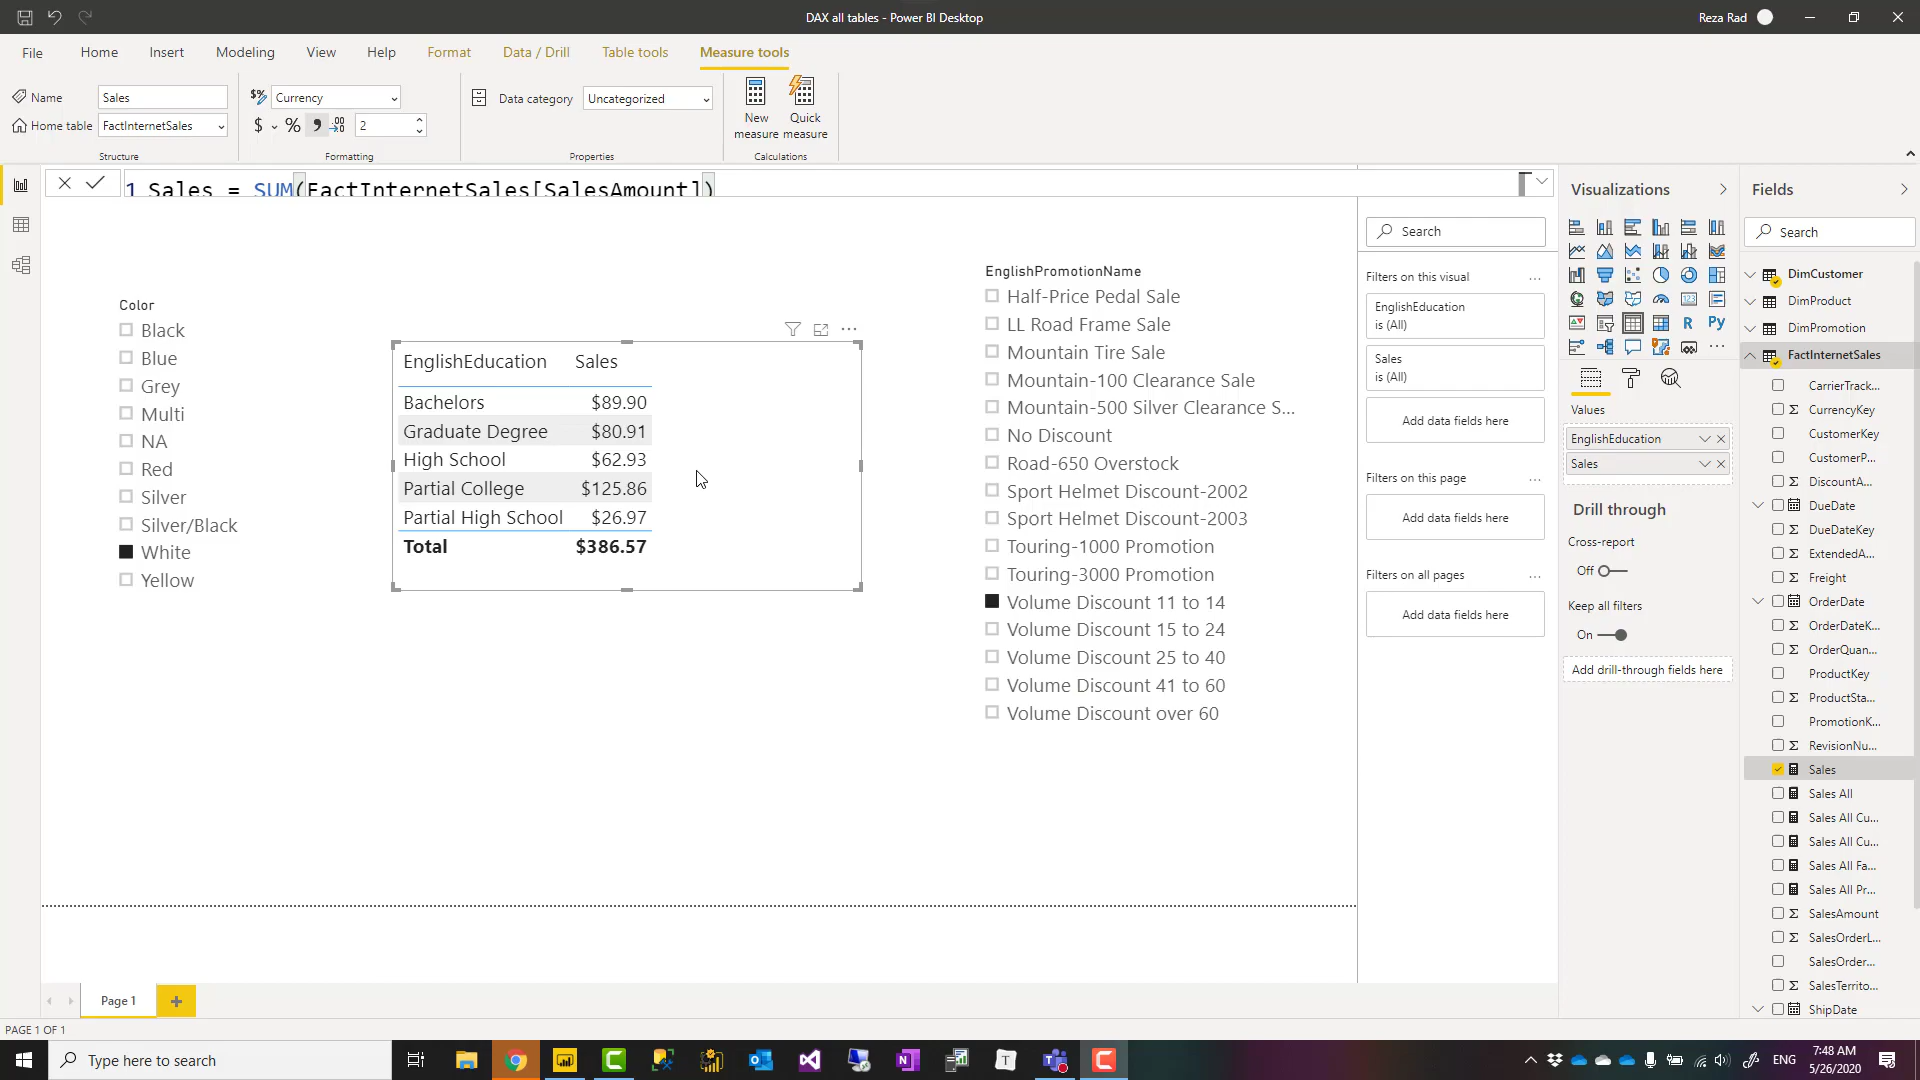 DAX all tables - Power BI Desktop
Reza Rad
File
Home
Insert
Modeling
View
Help
Format
Data / Drill
Table tools
Measure tools
Name
Sales
Home table
FactInternetSales
Structure
Currency
$
%
2
Formatting
Data category
Uncategorized
Properties
New measure
Quick measure
Calculations
1 Sales = SUM(FactInternetSales[SalesAmount])
Color
Black
Blue
Grey
Multi
NA
Red
Silver
Silver/Black
White
Yellow
EnglishEducation Sales
Bachelors $89.90
Graduate Degree $80.91
High School $62.93
Partial College $125.86
Partial High School $26.97
Total $386.57
EnglishPromotionName
Half-Price Pedal Sale
LL Road Frame Sale
Mountain Tire Sale
Mountain-100 Clearance Sale
Mountain-500 Silver Clearance S...
No Discount
Road-650 Overstock
Sport Helmet Discount-2002
Sport Helmet Discount-2003
Touring-1000 Promotion
Touring-3000 Promotion
Volume Discount 11 to 14
Volume Discount 15 to 24
Volume Discount 25 to 40
Volume Discount 41 to 60
Volume Discount over 60
Search
Filters on this visual
EnglishEducation
is (All)
Sales
is (All)
Add data fields here
Filters on this page
Add data fields here
Filters on all pages
Add data fields here
Visualizations
R
Py
Values
EnglishEducation
Sales
Drill through
Cross-report
Off
Keep all filters
On
Add drill-through fields here
Fields
Search
DimCustomer
DimProduct
DimPromotion
FactInternetSales
CarrierTrack...
CurrencyKey
CustomerKey
CustomerP...
DiscountA...
DueDate
DueDateKey
ExtendedA...
Freight
OrderDate
OrderDateK...
OrderQuan...
ProductKey
ProductSta...
PromotionK...
RevisionNu...
Sales
Sales All
Sales All Cu...
Sales All Cu...
Sales All Fa...
Sales All Pr...
SalesAmount
SalesOrderL...
SalesOrder...
SalesTerrito...
ShipDate
Page 1
PAGE 1 OF 1
Type here to search
ENG
7:48 AM
5/26/2020